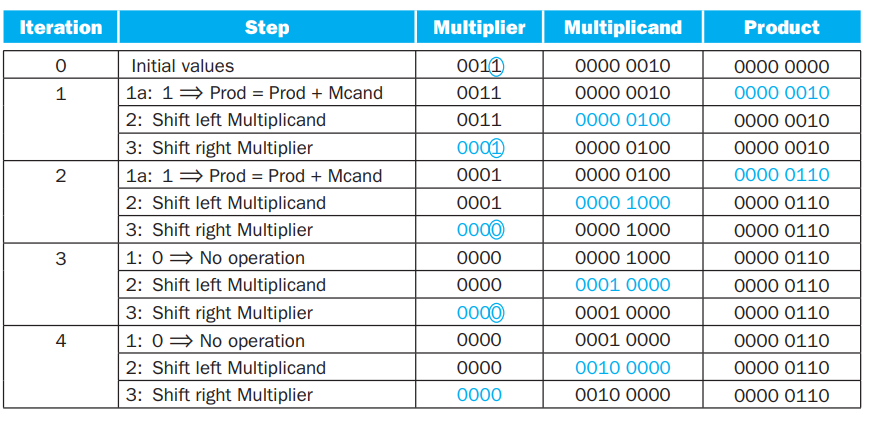 Iteration Step Multiplier Multiplicand Product
0 Initial values 0011 0000 0010 0000 0000
1 1a: 1 ⇒ Prod = Prod + Mcand 0011 0000 0010 0000 0010
2: Shift left Multiplicand 0011 0000 0100 0000 0010
3: Shift right Multiplier 0001 0000 0100 0000 0010
2 1a: 1 ⇒ Prod = Prod + Mcand 0001 0000 0100 0000 0110
2: Shift left Multiplicand 0001 0000 1000 0000 0110
3: Shift right Multiplier 0000 0000 1000 0000 0110
3 1: 0 ⇒ No operation 0000 0000 1000 0000 0110
2: Shift left Multiplicand 0000 0001 0000 0000 0110
3: Shift right Multiplier 0000 0001 0000 0000 0110
4 1: 0 ⇒ No operation 0000 0001 0000 0000 0110
2: Shift left Multiplicand 0000 0010 0000 0000 0110
3: Shift right Multiplier 0000 0010 0000 0000 0110